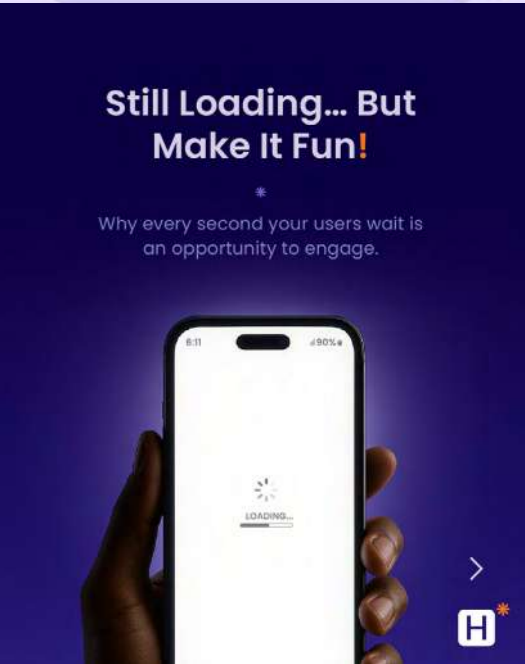 Still Loading... But
Make It Fun!
Why every second your users wait is
an opportunity to engage.
6:11
90%
LOADING...
H